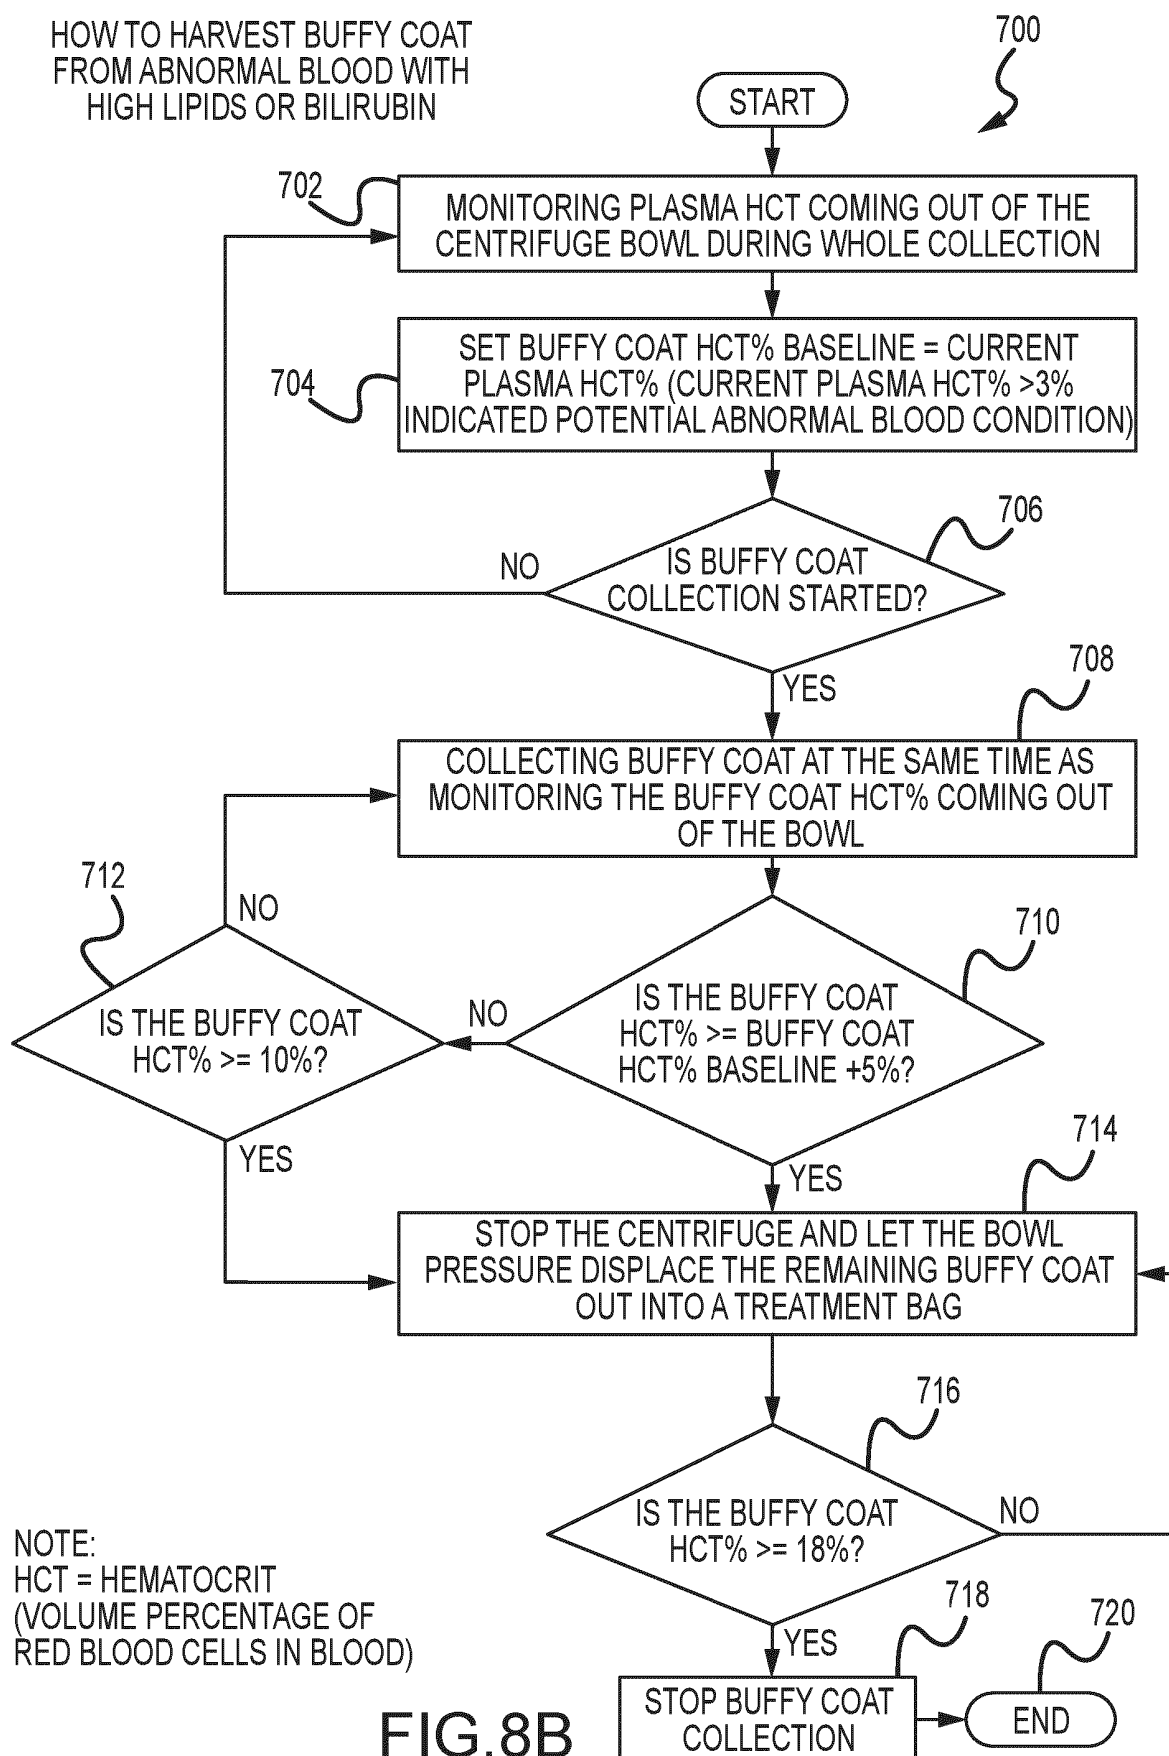 HOW TO HARVEST BUFFY COAT
FROM ABNORMAL BLOOD WITH
HIGH LIPIDS OR BILIRUBIN
700
START
702
MONITORING PLASMA HCT COMING OUT OF THE
CENTRIFUGE BOWL DURING WHOLE COLLECTION
704
SET BUFFY COAT HCT% BASELINE = CURRENT
PLASMA HCT% (CURRENT PLASMA HCT% >3%
INDICATED POTENTIAL ABNORMAL BLOOD CONDITION)
706
IS BUFFY COAT
COLLECTION STARTED?
NO
YES
708
COLLECTING BUFFY COAT AT THE SAME TIME AS
MONITORING THE BUFFY COAT HCT% COMING OUT
OF THE BOWL
712
NO
710
IS THE BUFFY COAT
HCT% >= 10%?
NO
IS THE BUFFY COAT
HCT% >= BUFFY COAT
HCT% BASELINE +5%?
YES
YES
714
STOP THE CENTRIFUGE AND LET THE BOWL
PRESSURE DISPLACE THE REMAINING BUFFY COAT
OUT INTO A TREATMENT BAG
716
IS THE BUFFY COAT
HCT% >= 18%?
NO
YES
NOTE:
HCT = HEMATOCRIT
(VOLUME PERCENTAGE OF
RED BLOOD CELLS IN BLOOD)
718
720
STOP BUFFY COAT
COLLECTION
END
FIG.8B